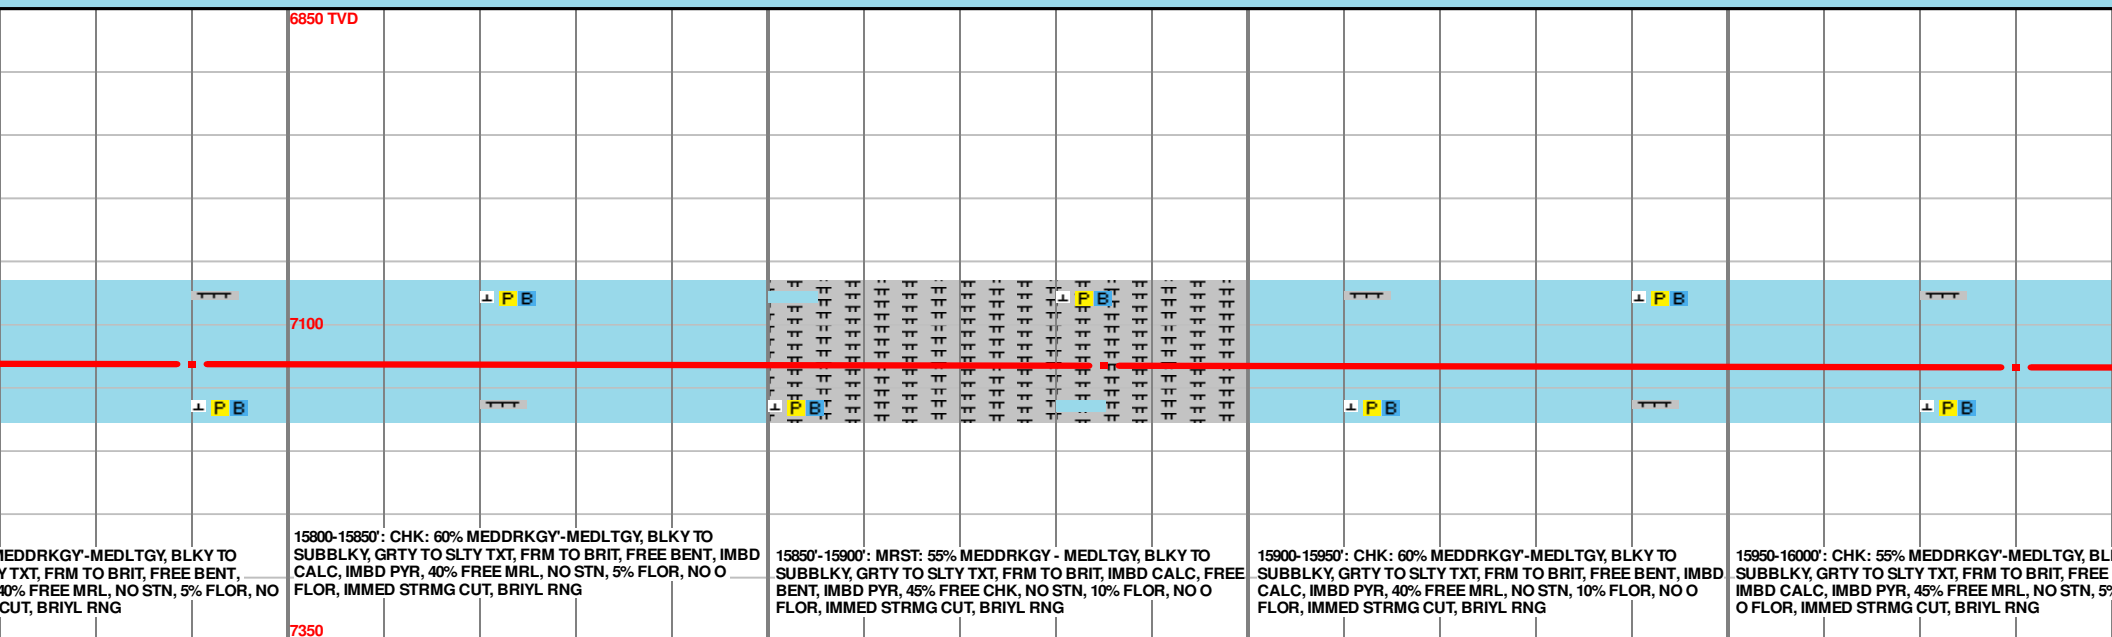 6850 TVD
P B
P B
P B
P B
7100
P B
P B
P B
P B
MEDDRKGY'-MEDLTGY, BLKY TO
Y TXT, FRM TO BRIT, FREE BENT,
40% FREE MRL, NO STN, 5% FLOR, NO
CUT, BRIYL RNG
15800-15850': CHK: 60% MEDDRKGY'-MEDLTGY, BLKY TO
SUBBLKY, GRTY TO SLTY TXT, FRM TO BRIT, FREE BENT, IMBD
CALC, IMBD PYR, 40% FREE MRL, NO STN, 5% FLOR, NO O
FLOR, IMMED STRMG CUT, BRIYL RNG
15850'-15900': MRST: 55% MEDDRKGY - MEDLTGY, BLKY TO
SUBBLKY, GRTY TO SLTY TXT, FRM TO BRIT, IMBD CALC, FREE
BENT, IMBD PYR, 45% FREE CHK, NO STN, 10% FLOR, NO O
FLOR, IMMED STRMG CUT, BRIYL RNG
15900-15950': CHK: 60% MEDDRKGY'-MEDLTGY, BLKY TO
SUBBLKY, GRTY TO SLTY TXT, FRM TO BRIT, FREE BENT, IMBD
CALC, IMBD PYR, 40% FREE MRL, NO STN, 10% FLOR, NO O
FLOR, IMMED STRMG CUT, BRIYL RNG
15950-16000': CHK: 55% MEDDRKGY'-MEDLTGY, BL
SUBBLKY, GRTY TO SLTY TXT, FRM TO BRIT, FREE
IMBD CALC, IMBD PYR, 45% FREE MRL, NO STN, 5%
O FLOR, IMMED STRMG CUT, BRIYL RNG
7350